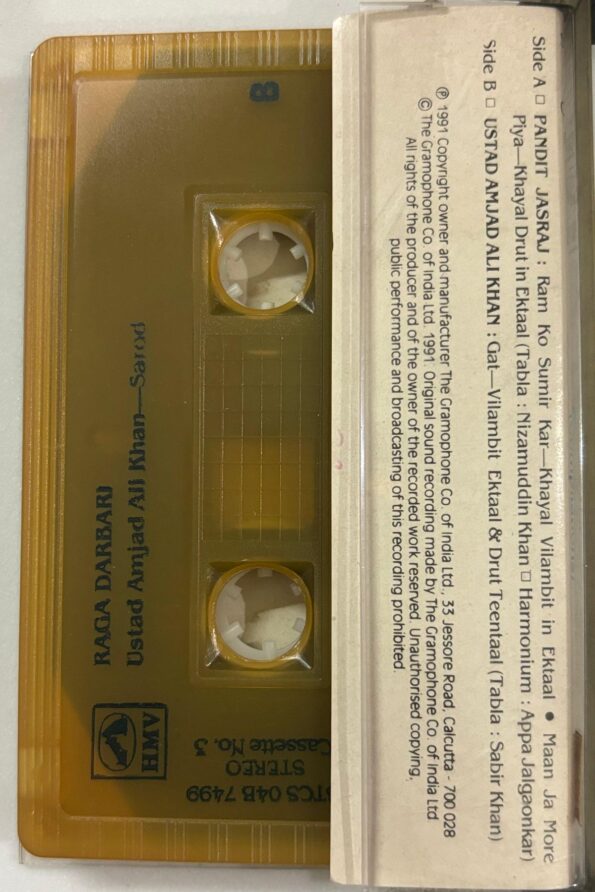 Side A □ PANDIT JASRAJ : Ram Ko Sumir Kar—Khayal Vilambit in Ektaal ● Maan Ja More
Piya—Khayal Drut in Ektaal (Tabla : Nizamuddin Khan □ Harmonium : Appa Jalgaonkar)
Side B □ USTAD AMJAD ALI KHAN : Gat—Vilambit Ektaal & Drut Teentaal (Tabla : Sabir Khan)
Ⓟ 1991 Copyright owner and manufacturer The Gramophone Co. of India Ltd., 33 Jessore Road, Calcutta - 700 028
© The Gramophone Co. of India Ltd. 1991. Original sound recording made by The Gramophone Co. of India Ltd
All rights of the producer and of the owner of the recorded work reserved. Unauthorised copying,
public performance and broadcasting of this recording prohibited.
B
RAGA DARBARI
Ustad Amjad Ali Khan—Sarod
HMV
STCS 04B 7499
STEREO
Cassette No. 3